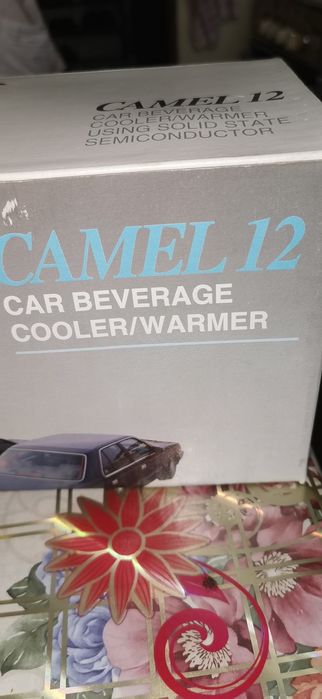 CAMEL 12
CAR BEVERAGE
COOLER/WARMER
USING SOLID STATE
SEMICONDUCTOR
CAMEL 12
CAR BEVERAGE
COOLER/WARMER